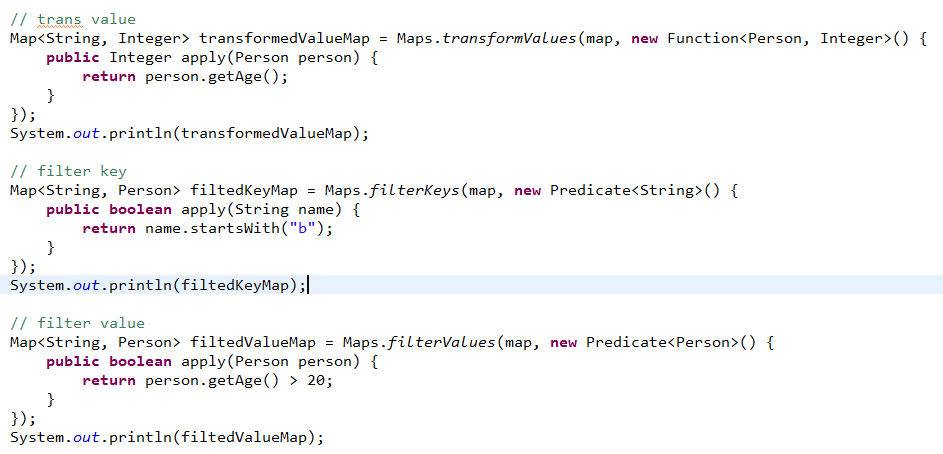 // trans value
Map<String, Integer> transformedValueMap = Maps.transformValues(map, new Function<Person, Integer>() {
    public Integer apply(Person person) {
        return person.getAge();
    }
});
System.out.println(transformedValueMap);

// filter key
Map<String, Person> filtedKeyMap = Maps.filterKeys(map, new Predicate<String>() {
    public boolean apply(String name) {
        return name.startsWith("b");
    }
});
System.out.println(filtedKeyMap);

// filter value
Map<String, Person> filtedValueMap = Maps.filterValues(map, new Predicate<Person>() {
    public boolean apply(Person person) {
        return person.getAge() > 20;
    }
});
System.out.println(filtedValueMap);